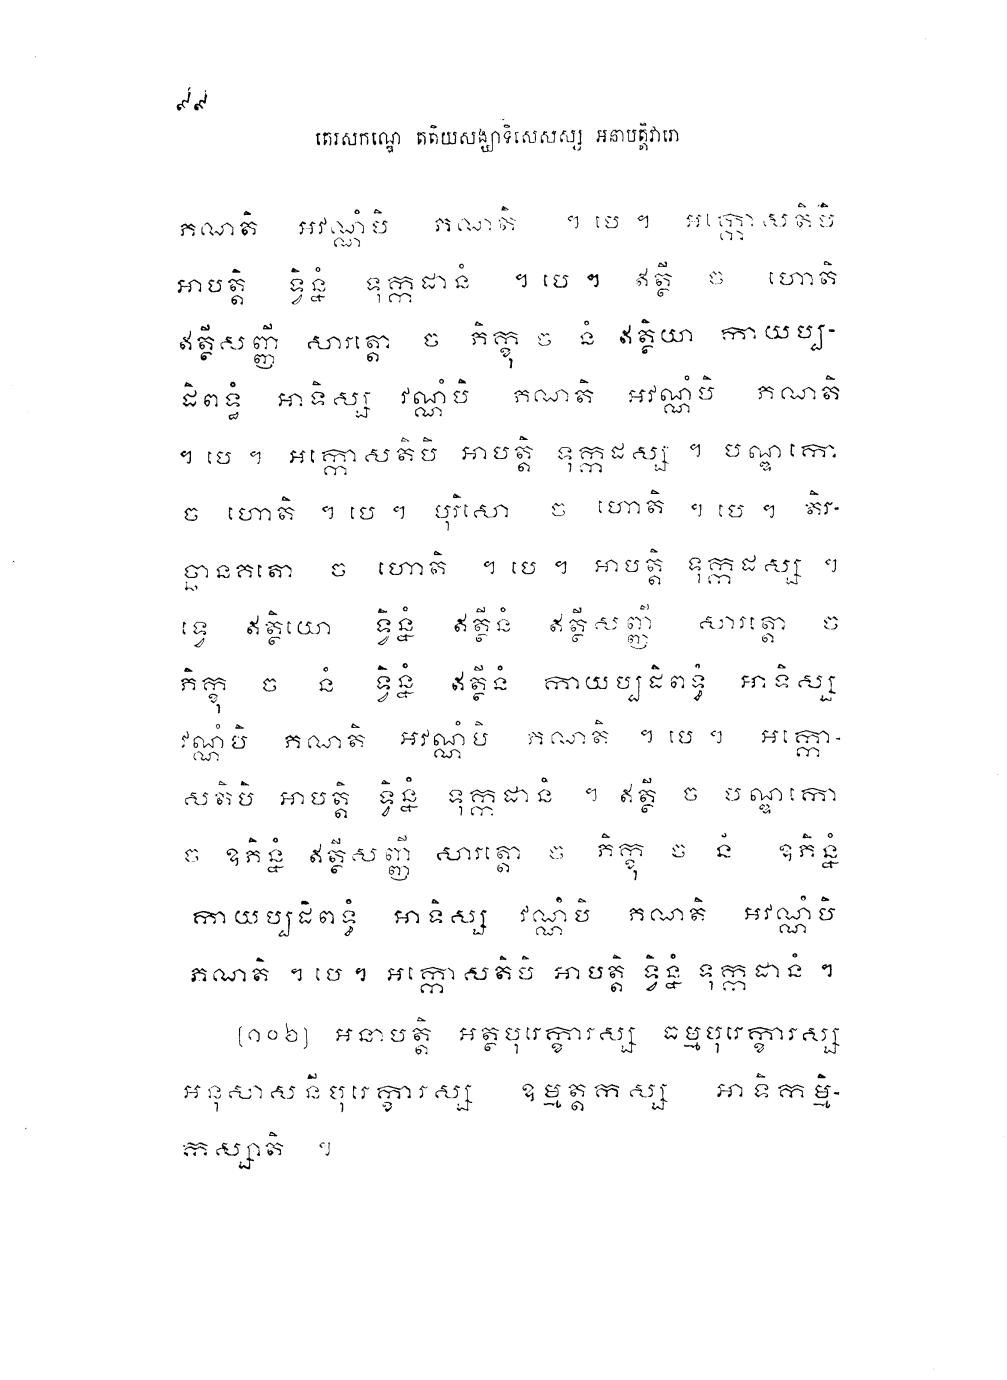 ៩៩
តេរសកណ្ឌេ តតិយសង្ឃាទិសេសស្ស អនាបត្តិវារោ
ភណតិ អវណ្ណំបិ ភណតិ ។ បេ ។ អក្កោសតិបិ
អាបត្តិ ទ្វិន្នំ ទុក្កដានំ ។ បេ ។ ឥត្ថី ច ហោតិ
ឥត្ថីសញ្ញី សារត្តោ ច ភិក្ខុ ច នំ ឥត្ថិយា កាយប្ប-
ដិពទ្ធំ អាទិស្ស វណ្ណំបិ ភណតិ អវណ្ណំបិ ភណតិ
។ បេ ។ អក្កោសតិបិ អាបត្តិ ទុក្កដស្ស ។ បណ្ឌកោ
ច ហោតិ ។ បេ ។ បុរិសោ ច ហោតិ ។ បេ ។ តិរ-
ច្ឆានគតោ ច ហោតិ ។ បេ ។ អាបត្តិ ទុក្កដស្ស ។
ទ្វេ ឥត្ថិយោ ទ្វិន្នំ ឥត្ថីនំ ឥត្ថីសញ្ញី សារត្តោ ច
ភិក្ខុ ច នំ ទ្វិន្នំ ឥត្ថីនំ កាយប្បដិពទ្ធំ អាទិស្ស
វណ្ណំបិ ភណតិ អវណ្ណំបិ ភណតិ ។ បេ ។ អក្កោ-
សតិបិ អាបត្តិ ទ្វិន្នំ ទុក្កដានំ ។ ឥត្ថី ច បណ្ឌកោ
ច ឧភិន្នំ ឥត្ថីសញ្ញី សារត្តោ ច ភិក្ខុ ច នំ ឧភិន្នំ
កាយប្បដិពទ្ធំ អាទិស្ស វណ្ណំបិ ភណតិ អវណ្ណំបិ
ភណតិ ។ បេ ។ អក្កោសតិបិ អាបត្តិ ទ្វិន្នំ ទុក្កដានំ ។
[១០៦] អនាបត្តិ អត្ថបុរេក្ខារស្ស ធម្មបុរេក្ខារស្ស
អនុសាសនីបុរេក្ខារស្ស ឧម្មត្តកស្ស អាទិកម្មិ-
កស្សាតិ ។